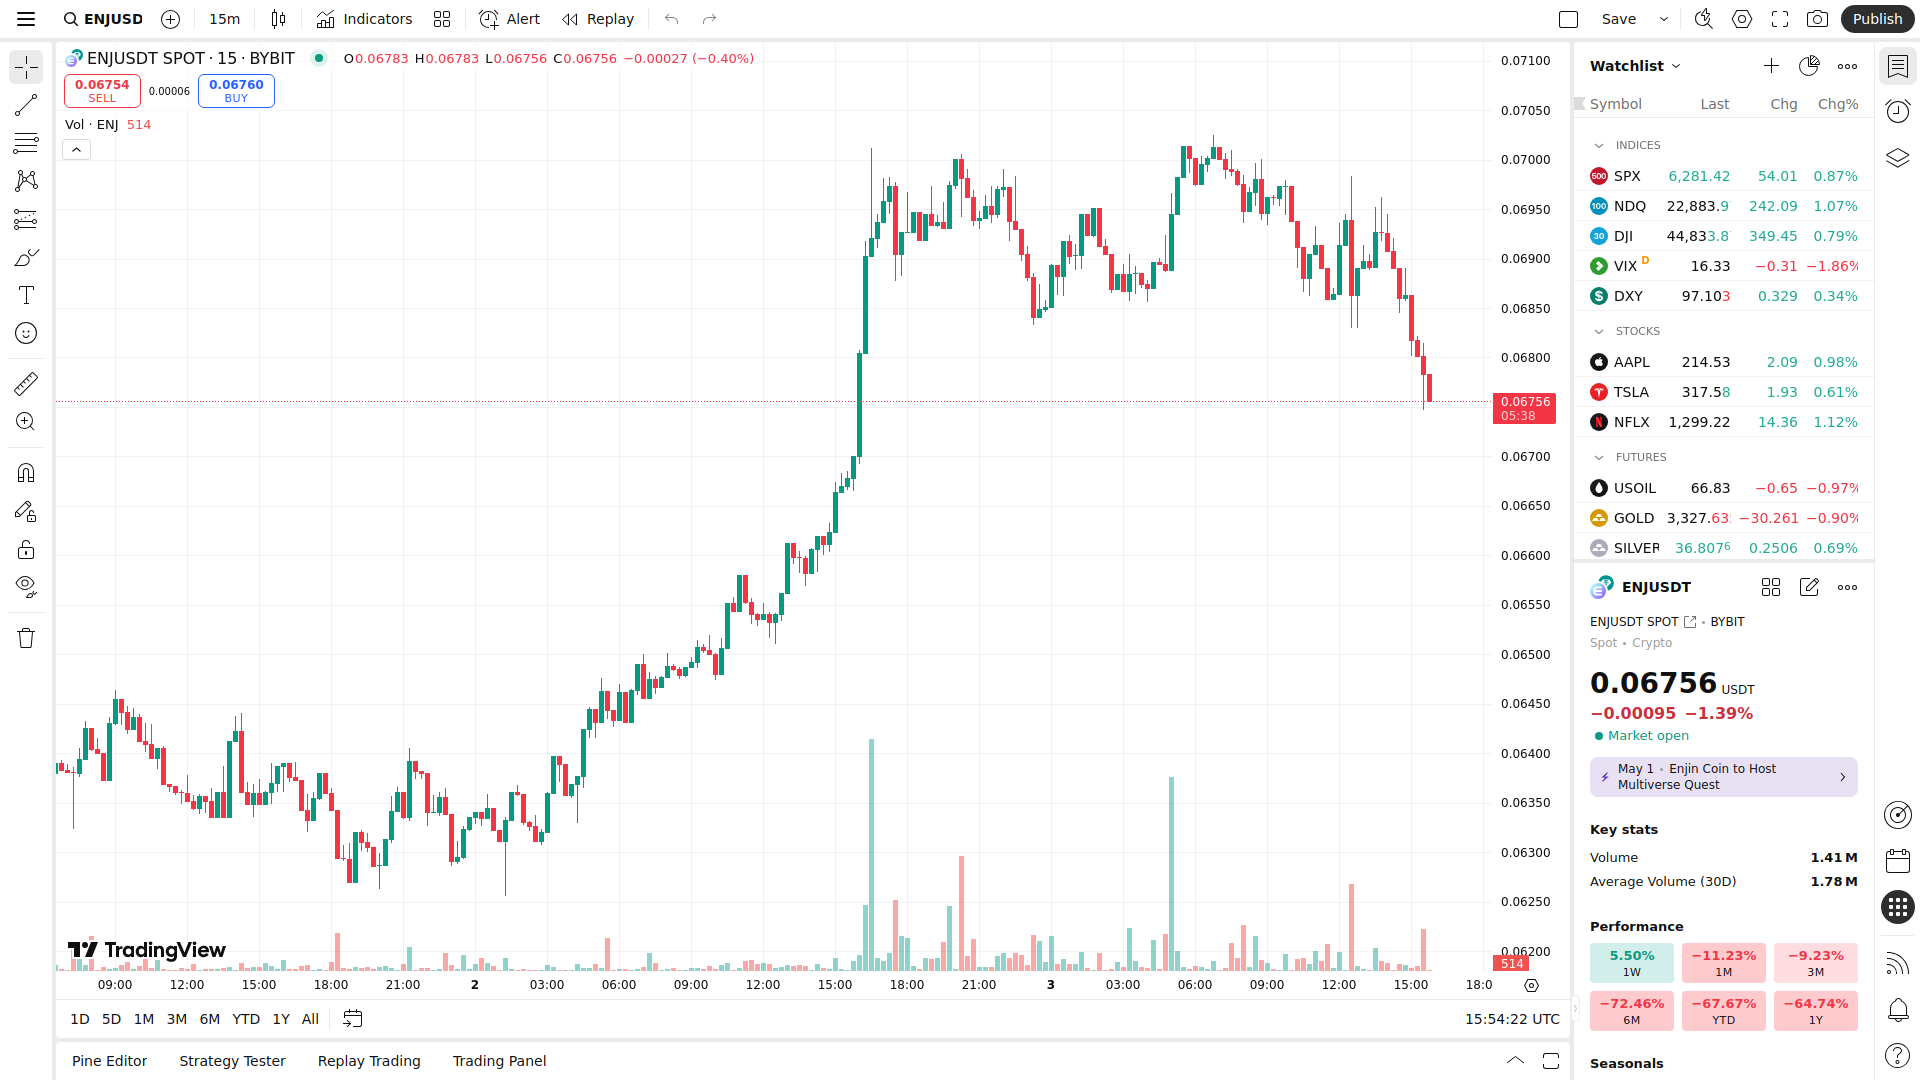 ENJUSD
15m
Indicators
Alert
Replay
Save
Publish
ENJUSDT SPOT · 15 · BYBIT
O0.06783 H0.06783 L0.06756 C0.06756 −0.00027 (−0.40%)
0.06754
SELL
0.00006
0.06760
BUY
Vol · ENJ 514
0.07100
0.07050
0.07000
0.06950
0.06900
0.06850
0.06800
0.06756
05:38
0.06700
0.06650
0.06600
0.06550
0.06500
0.06450
0.06400
0.06350
0.06300
0.06250
0.06200
514
TradingView
09:00 12:00 15:00 18:00 21:00 2 03:00 06:00 09:00 12:00 15:00 18:00 21:00 3 03:00 06:00 09:00 12:00 15:00 18:0
1D 5D 1M 3M 6M YTD 1Y All
15:54:22 UTC
Pine Editor Strategy Tester Replay Trading Trading Panel
Watchlist
Symbol Last Chg Chg%
INDICES
500 SPX 6,281.42 54.01 0.87%
100 NDQ 22,883.9 242.09 1.07%
30 DJI 44,833.8 349.45 0.79%
VIX D 16.33 −0.31 −1.86%
$ DXY 97.103 0.329 0.34%
STOCKS
AAPL 214.53 2.09 0.98%
TSLA 317.58 1.93 0.61%
NFLX 1,299.22 14.36 1.12%
FUTURES
USOIL 66.83 −0.65 −0.97%
GOLD 3,327.63 −30.261 −0.90%
SILVER 36.8076 0.2506 0.69%
ENJUSDT
ENJUSDT SPOT • BYBIT
Spot • Crypto
0.06756 USDT
−0.00095 −1.39%
Market open
May 1 • Enjin Coin to Host
Multiverse Quest
Key stats
Volume 1.41 M
Average Volume (30D) 1.78 M
Performance
5.50% −11.23% −9.23%
1W 1M 3M
−72.46% −67.67% −64.74%
6M YTD 1Y
Seasonals